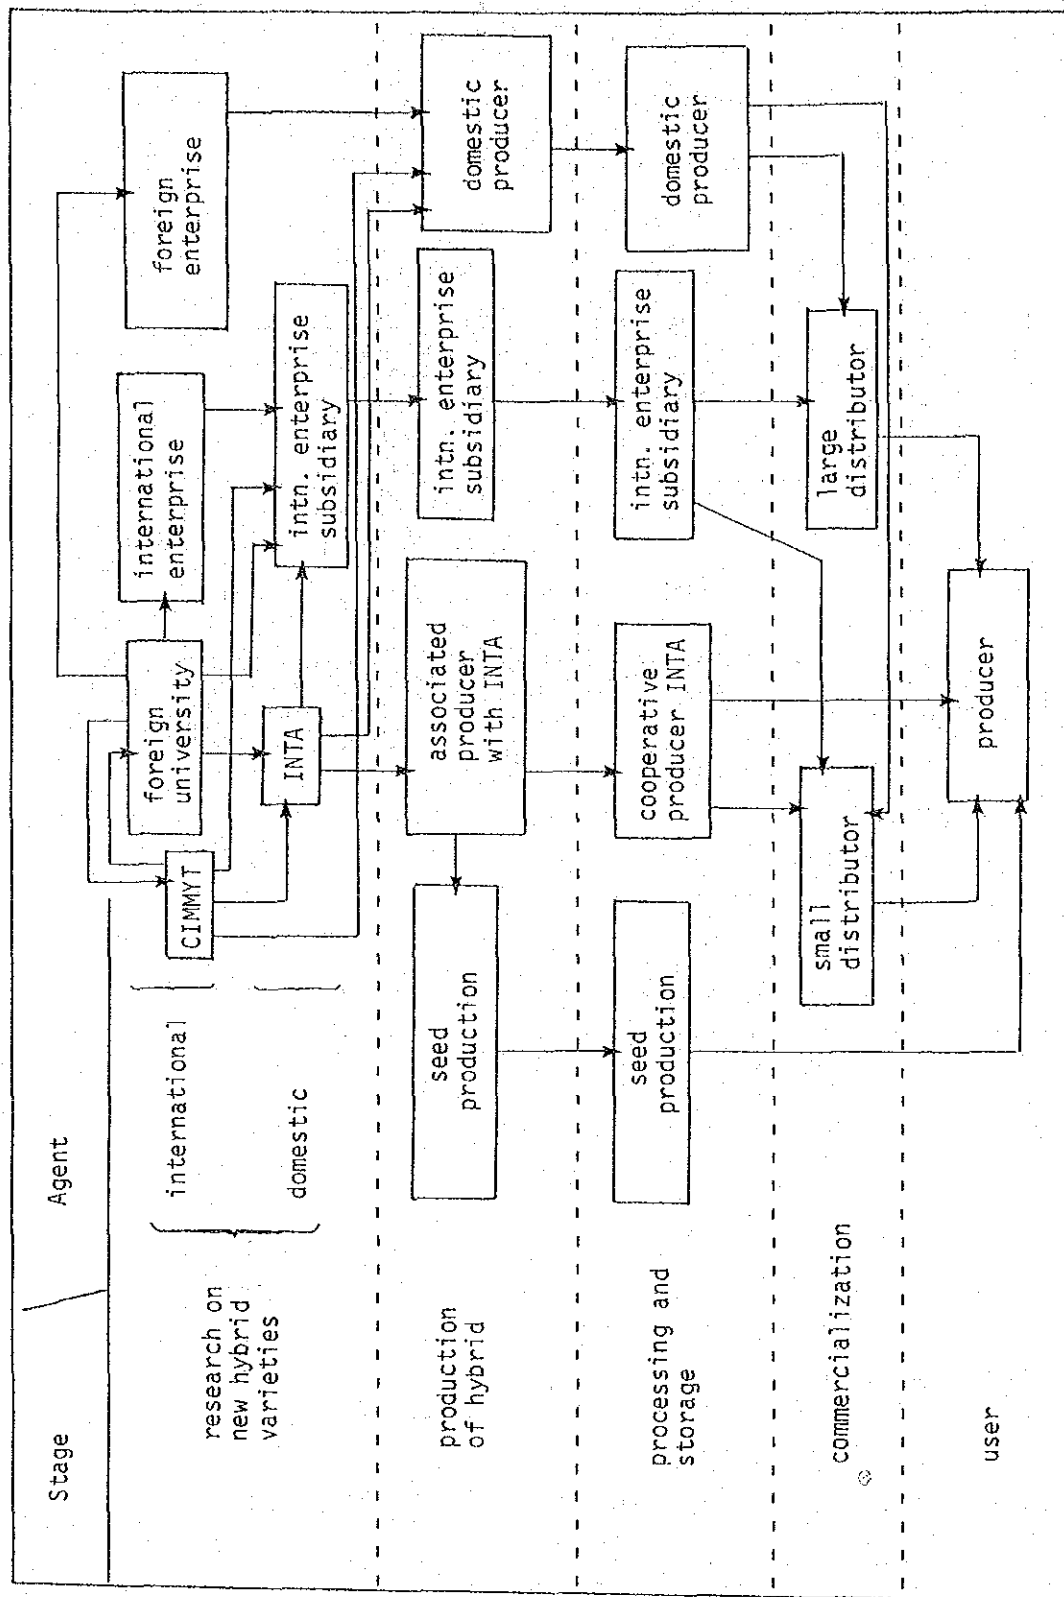 Stage
Agent
research on
new hybrid
varieties
international
domestic
CIMMYT
foreign
university
international
enterprise
foreign
enterprise
INTA
intn. enterprise
subsidiary
production
of hybrid
seed
production
associated
producer
with INTA
intn. enterprise
subsidiary
domestic
producer
processing and
storage
seed
production
cooperative
producer INTA
intn. enterprise
subsidiary
domestic
producer
commercialization
small
distributor
large
distributor
user
producer